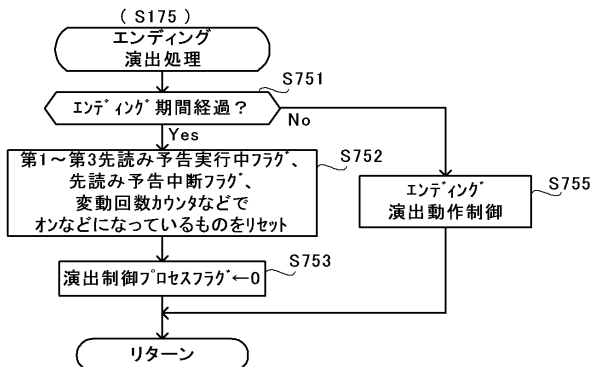 ( S175 )
エンディング
演出処理
S751
ｴﾝﾃﾞｨﾝｸﾞ期間経過？
No
Yes
S752
第1～第3先読み予告実行中フラグ、
先読み予告中断フラグ、
変動回数ｶｳﾝﾀなどで
オンなどになっているものをリセット
S755
エンディング
演出動作制御
S753
演出制御ﾌﾟﾛｾｽﾌﾗｸﾞ←0
リターン